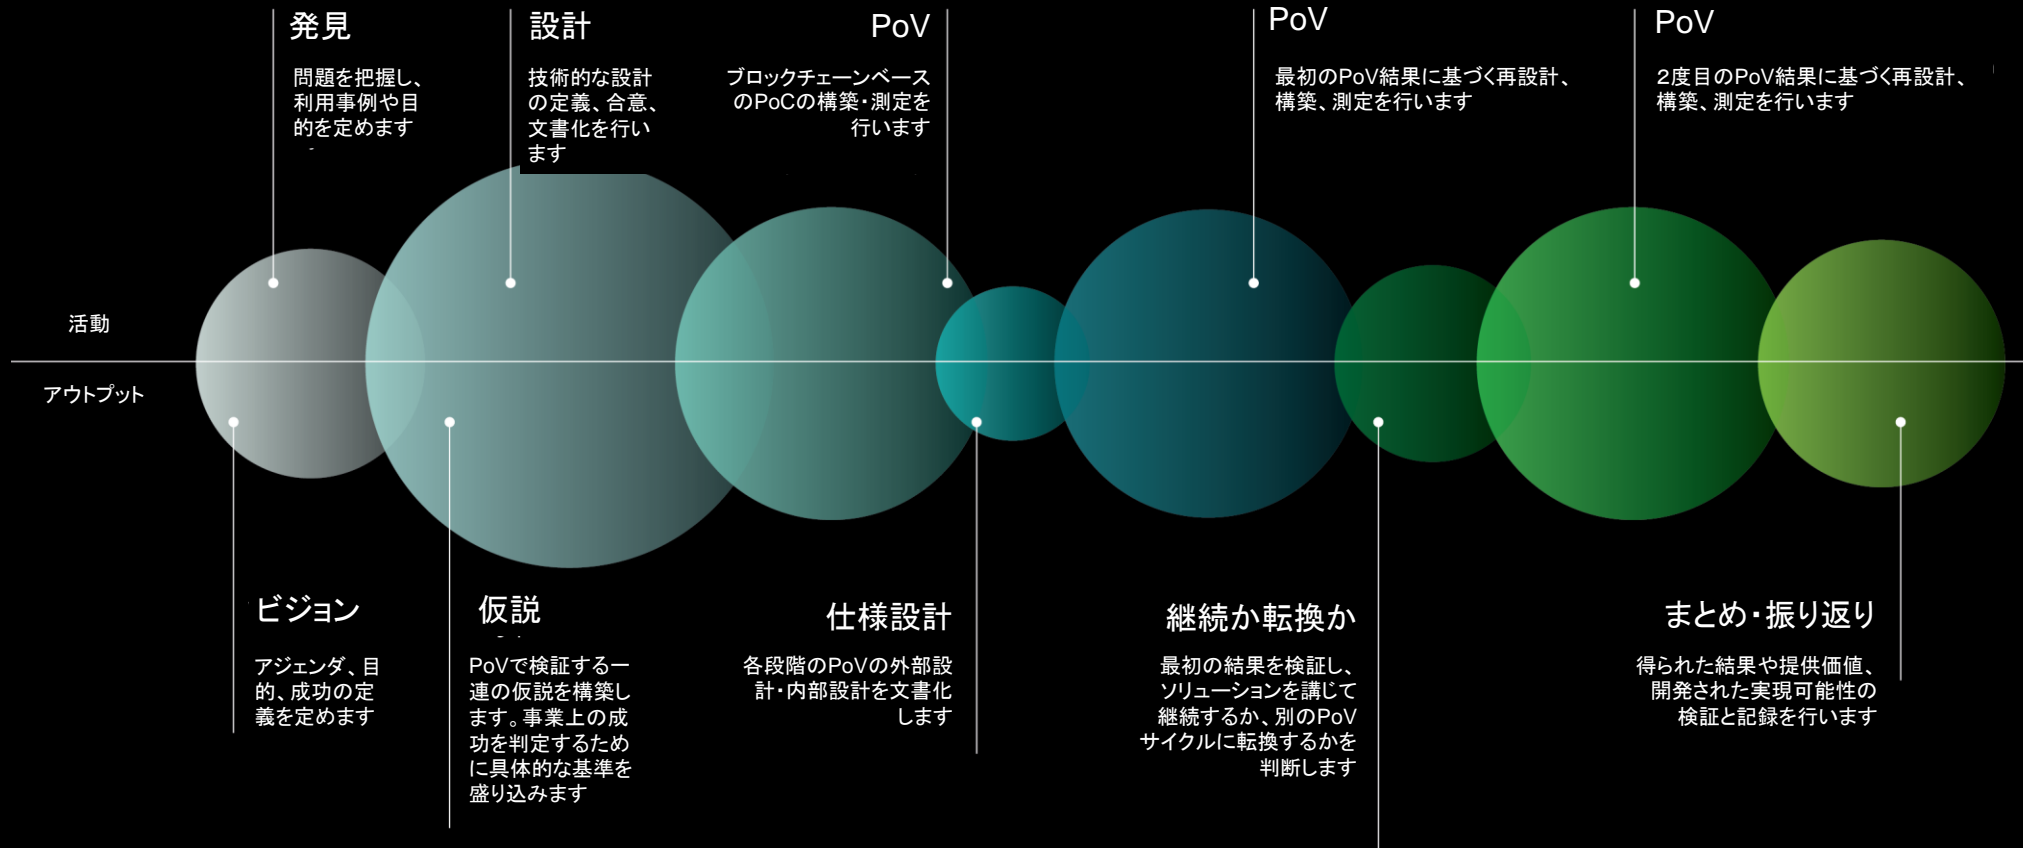 発見
問題を把握し、
利用事例や目
的を定めます
設計
技術的な設計
の定義、合意、
文書化を行い
ます
PoV
ブロックチェーンベース
のPoCの構築・測定を
行います
PoV
最初のPoV結果に基づく再設計、
構築、測定を行います
PoV
2度目のPoV結果に基づく再設計、
構築、測定を行います
活動
アウトプット
ビジョン
アジェンダ、目
的、成功の定
義を定めます
仮説
PoVで検証する一
連の仮説を構築し
ます。事業上の成
功を判定するため
に具体的な基準を
盛り込みます
仕様設計
各段階のPoVの外部設
計・内部設計を文書化
します
継続か転換か
最初の結果を検証し、
ソリューションを講じて
継続するか、別のPoV
サイクルに転換するかを
判断します
まとめ・振り返り
得られた結果や提供価値、
開発された実現可能性の
検証と記録を行います